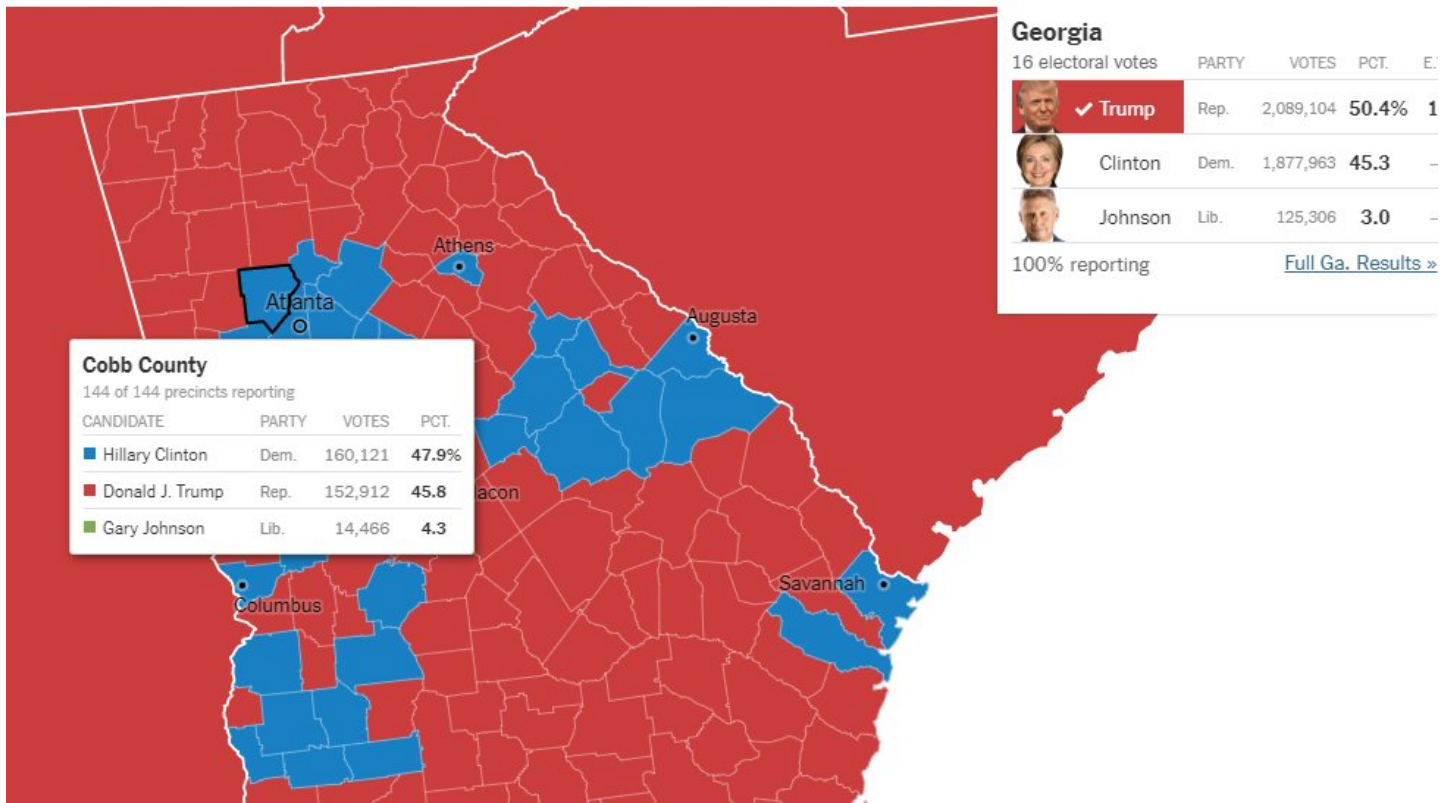 Georgia
16 electoral votes PARTY VOTES PCT. E.
✓ Trump Rep. 2,089,104 50.4% 1
Clinton Dem. 1,877,963 45.3 –
Johnson Lib. 125,306 3.0 –
100% reporting Full Ga. Results »
Athens
Atlanta
Augusta
Cobb County
144 of 144 precincts reporting
CANDIDATE PARTY VOTES PCT.
Hillary Clinton Dem. 160,121 47.9%
Donald J. Trump Rep. 152,912 45.8
Gary Johnson Lib. 14,466 4.3
acon
Savannah
Columbus